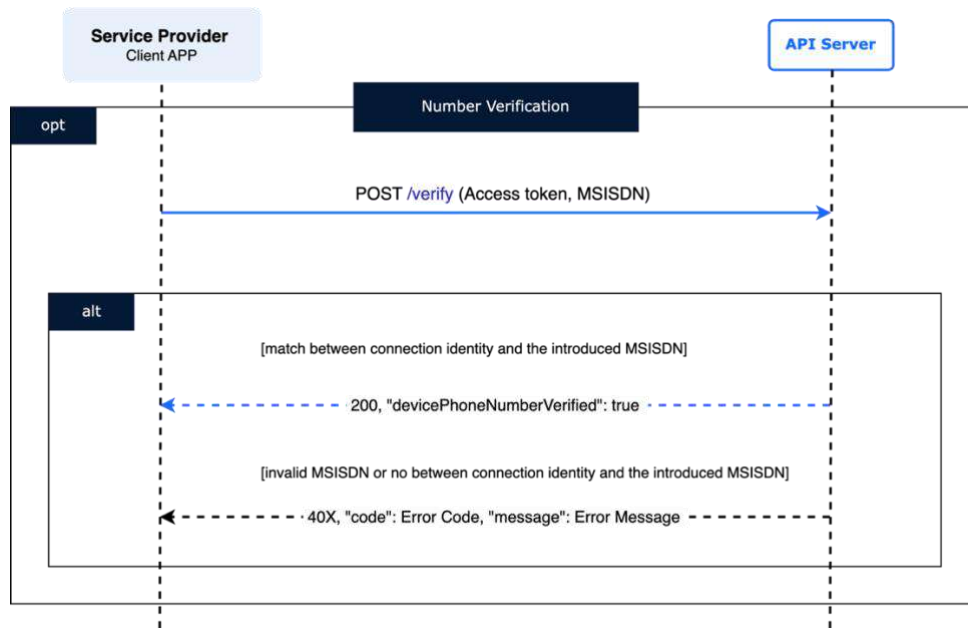 Service Provider
Client APP
API Server
Number Verification
opt
POST /verify (Access token, MSISDN)
alt
[match between connection identity and the introduced MSISDN]
200, "devicePhoneNumberVerified": true
[invalid MSISDN or no between connection identity and the introduced MSISDN]
40X, "code": Error Code, "message": Error Message